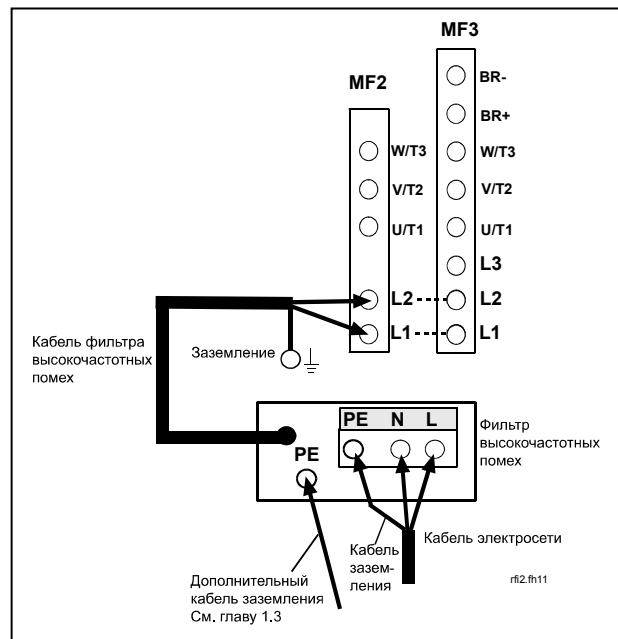 MF3
MF2
BR-
BR+
W/T3
W/T3
V/T2
V/T2
U/T1
U/T1
L3
L2
L2
L1
L1
Кабель фильтра
высокочастотных
помех
Заземление
PE N L
PE
Фильтр
высокочастотных
помех
Кабель
зазем-
ления
Кабель электросети
Дополнительный
кабель заземления
См. главу 1.3
rfi2.fh11